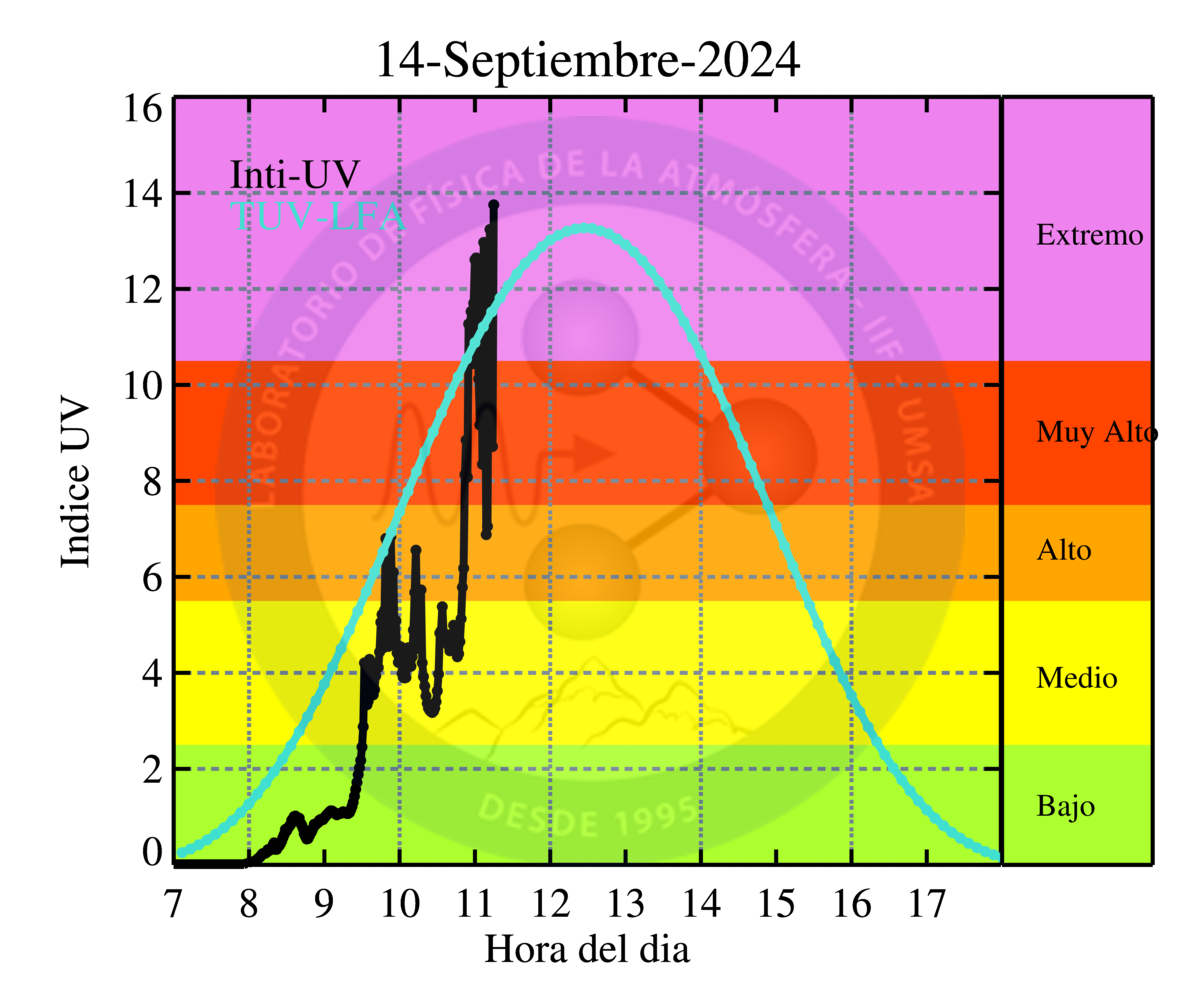 14-Septiembre-2024
16
14
12
10
8
6
4
2
0
Indice UV
Inti-UV
TUV-LFA
LABORATORIO DE FÍSICA DE LA ATMÓSFERA - IIF - UMSA
DESDE 1995
Extremo
Muy Alto
Alto
Medio
Bajo
7 8 9 10 11 12 13 14 15 16 17
Hora del dia